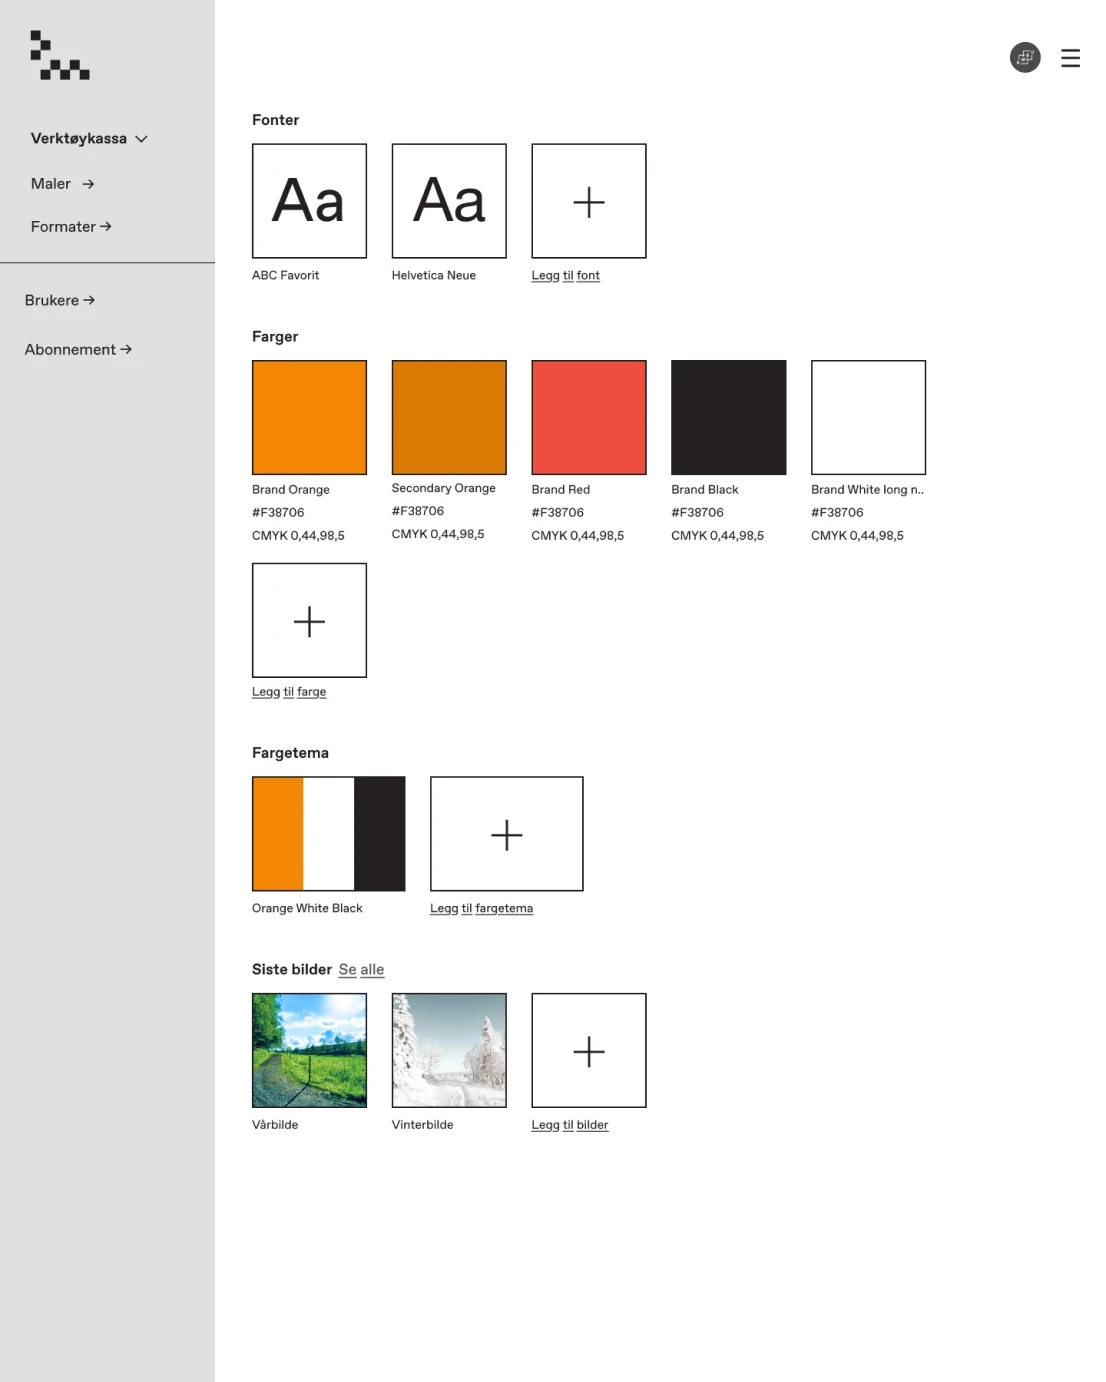 Verktøykassa
Maler →
Formater →
Brukere →
Abonnement →
Fonter
Aa
Aa
ABC Favorit
Helvetica Neue
Legg til font
Farger
Brand Orange
#F38706
CMYK 0,44,98,5
Secondary Orange
#F38706
CMYK 0,44,98,5
Brand Red
#F38706
CMYK 0,44,98,5
Brand Black
#F38706
CMYK 0,44,98,5
Brand White long n..
#F38706
CMYK 0,44,98,5
Legg til farge
Fargetema
Orange White Black
Legg til fargetema
Siste bilder Se alle
Vårbilde
Vinterbilde
Legg til bilder